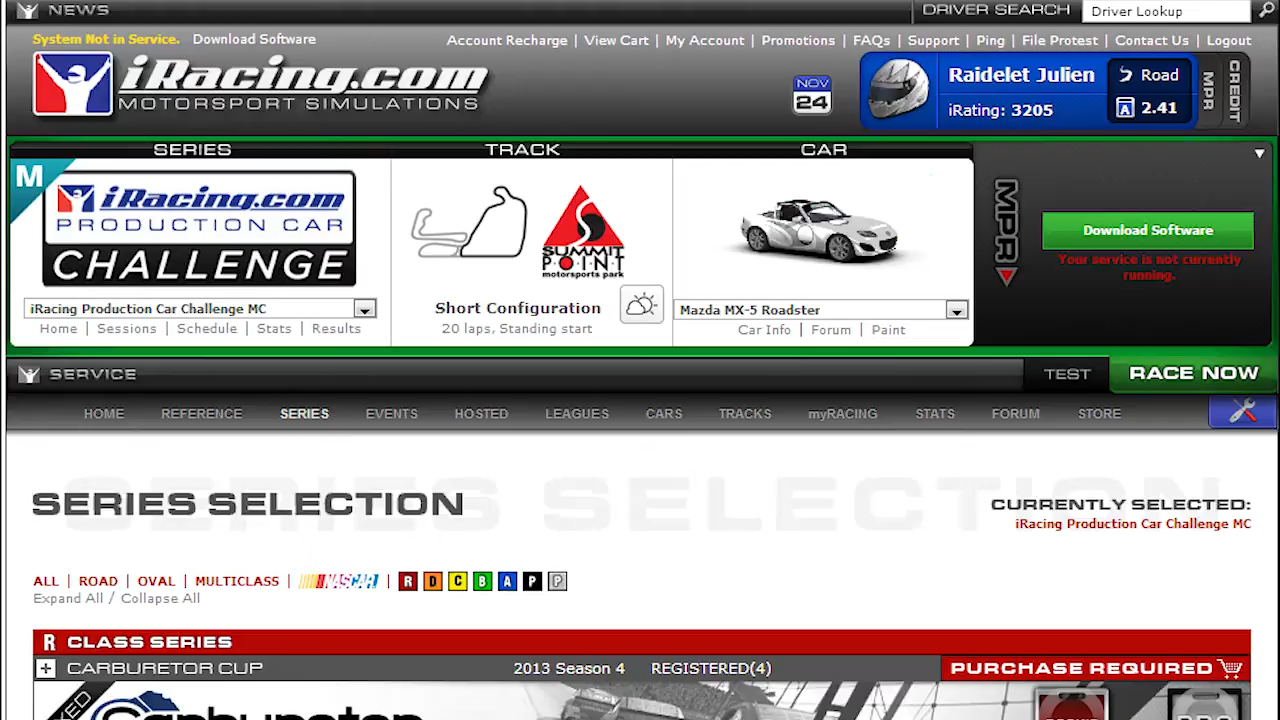 NEWS
DRIVER SEARCH
Driver Lookup
System Not in Service. Download Software
Account Recharge | View Cart | My Account | Promotions | FAQs | Support | Ping | File Protest | Contact Us | Logout
iRacing.com
MOTORSPORT SIMULATIONS
NOV
24
Raidelet Julien
iRating: 3205
Road
A 2.41
MPR
CREDIT
SERIES
TRACK
CAR
M
iRacing.com
PRODUCTION CAR
CHALLENGE
iRacing Production Car Challenge MC
Home | Sessions | Schedule | Stats | Results
SUMMIT
POINT
motorsports park
Short Configuration
20 laps, Standing start
Mazda MX-5 Roadster
Car Info | Forum | Paint
MPR
Download Software
Your service is not currently
running.
SERVICE
TEST
RACE NOW
HOME
REFERENCE
SERIES
EVENTS
HOSTED
LEAGUES
CARS
TRACKS
myRACING
STATS
FORUM
STORE
SERIES SELECTION
SERIES SELECTION
CURRENTLY SELECTED:
iRacing Production Car Challenge MC
ALL | ROAD | OVAL | MULTICLASS | NASCAR | R D C B A P P
Expand All / Collapse All
R CLASS SERIES
CARBURETOR CUP
2013 Season 4
REGISTERED(4)
PURCHASE REQUIRED
Carburetor